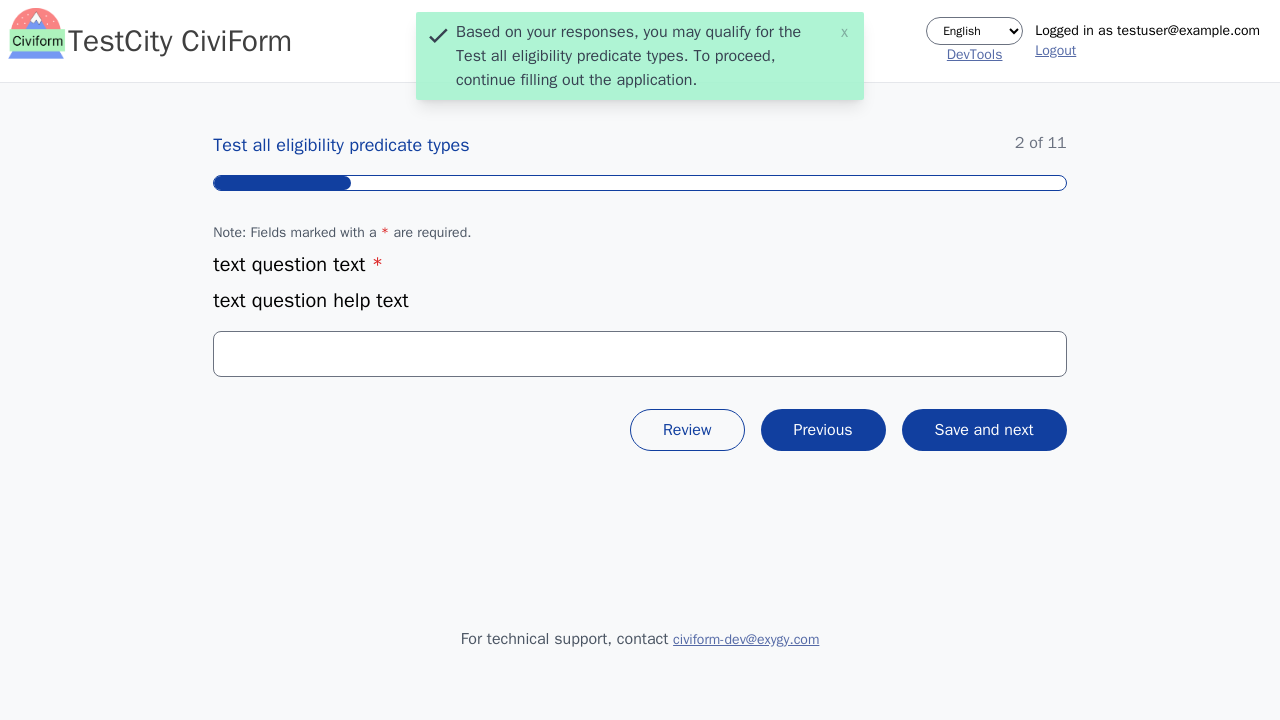 Civiform
TestCity CiviForm
Based on your responses, you may qualify for the
Test all eligibility predicate types. To proceed,
continue filling out the application.
x
English
DevTools
Logged in as testuser@example.com
Logout
Test all eligibility predicate types
2 of 11
Note: Fields marked with a * are required.
text question text *
text question help text
Review
Previous
Save and next
For technical support, contact civiform-dev@exygy.com